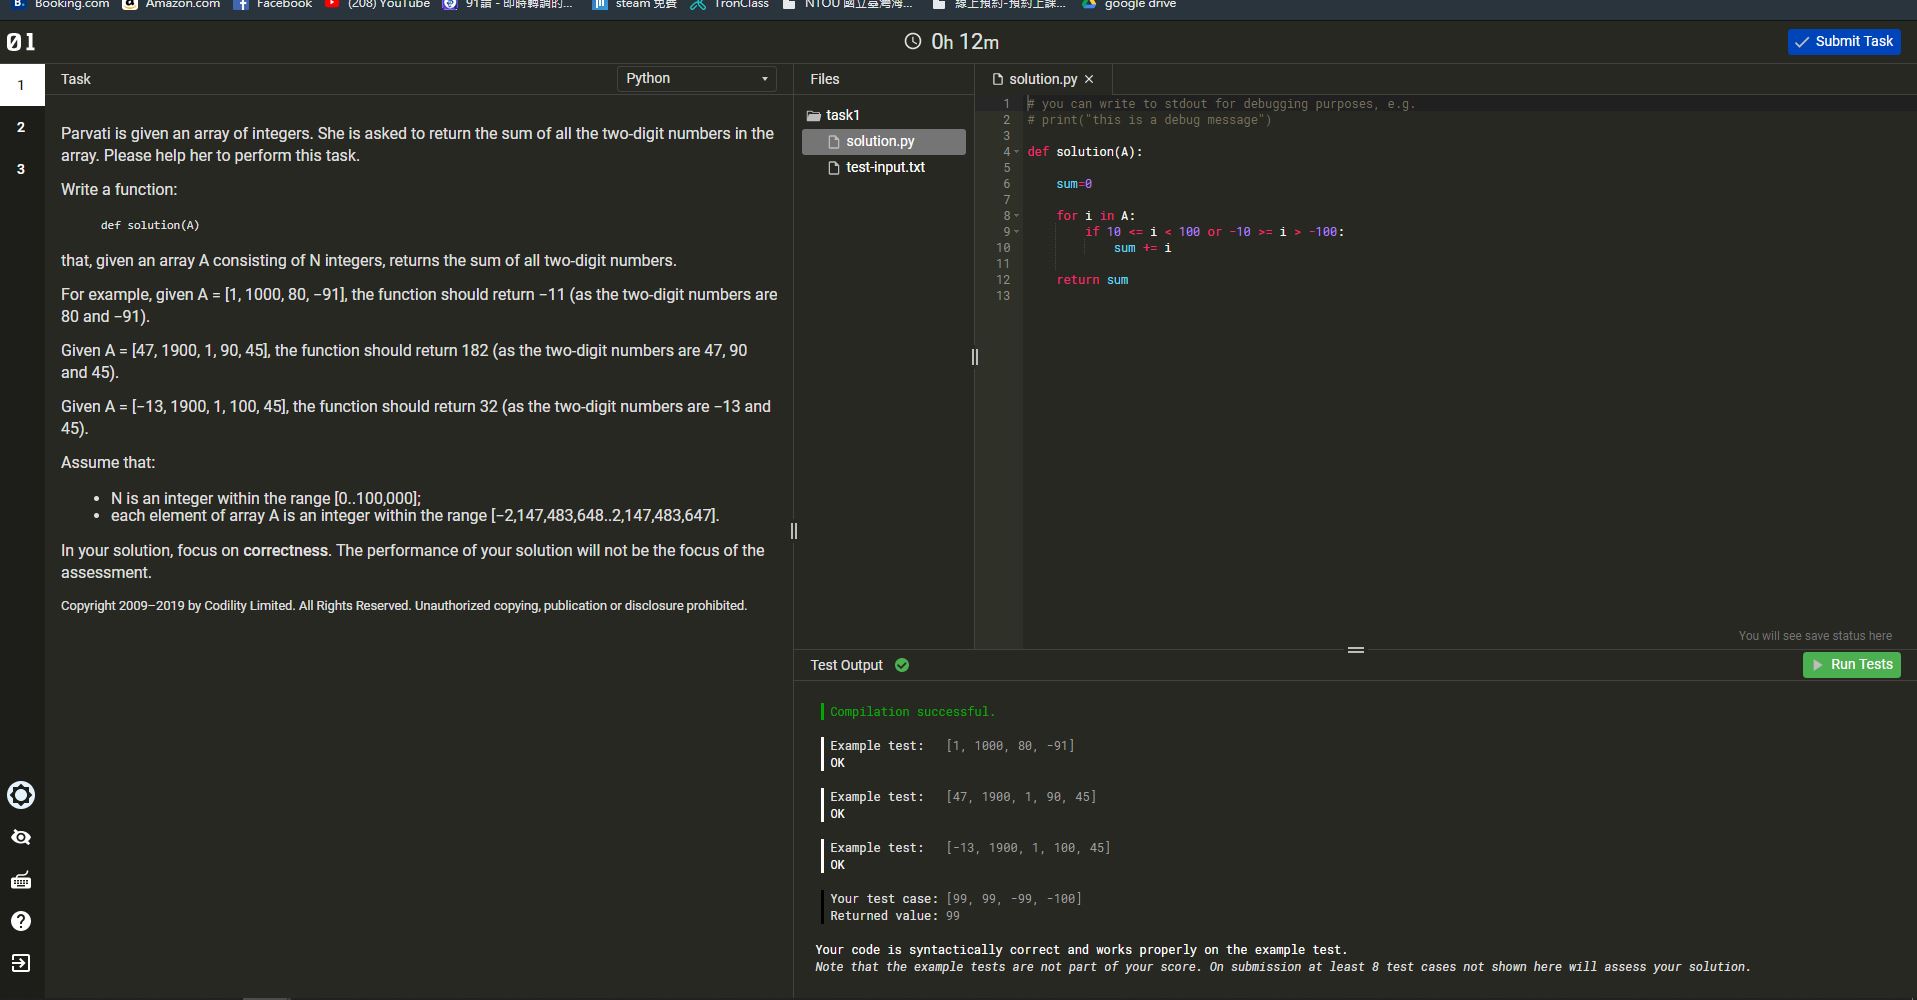 B. Booking.com a Amazon.com f Facebook (208) YouTube 91譜 - 即時轉調的... steam 免費 TronClass NTOU 國立臺灣海... 線上預約-預約上課... google drive
01 0h 12m Submit Task
1 Task Python Files solution.py ×
2
3
Parvati is given an array of integers. She is asked to return the sum of all the two-digit numbers in the
array. Please help her to perform this task.
Write a function:
def solution(A)
that, given an array A consisting of N integers, returns the sum of all two-digit numbers.
For example, given A = [1, 1000, 80, −91], the function should return −11 (as the two-digit numbers are
80 and −91).
Given A = [47, 1900, 1, 90, 45], the function should return 182 (as the two-digit numbers are 47, 90
and 45).
Given A = [−13, 1900, 1, 100, 45], the function should return 32 (as the two-digit numbers are −13 and
45).
Assume that:
• N is an integer within the range [0..100,000];
• each element of array A is an integer within the range [−2,147,483,648..2,147,483,647].
In your solution, focus on correctness. The performance of your solution will not be the focus of the
assessment.
Copyright 2009–2019 by Codility Limited. All Rights Reserved. Unauthorized copying, publication or disclosure prohibited.
task1
solution.py
test-input.txt
1 # you can write to stdout for debugging purposes, e.g.
2 # print("this is a debug message")
3
4 def solution(A):
5
6 sum=0
7
8 for i in A:
9 if 10 <= i < 100 or -10 >= i > -100:
10 sum += i
11
12 return sum
13
You will see save status here
Test Output Run Tests
Compilation successful.
Example test: [1, 1000, 80, -91]
OK
Example test: [47, 1900, 1, 90, 45]
OK
Example test: [-13, 1900, 1, 100, 45]
OK
Your test case: [99, 99, -99, -100]
Returned value: 99
Your code is syntactically correct and works properly on the example test.
Note that the example tests are not part of your score. On submission at least 8 test cases not shown here will assess your solution.